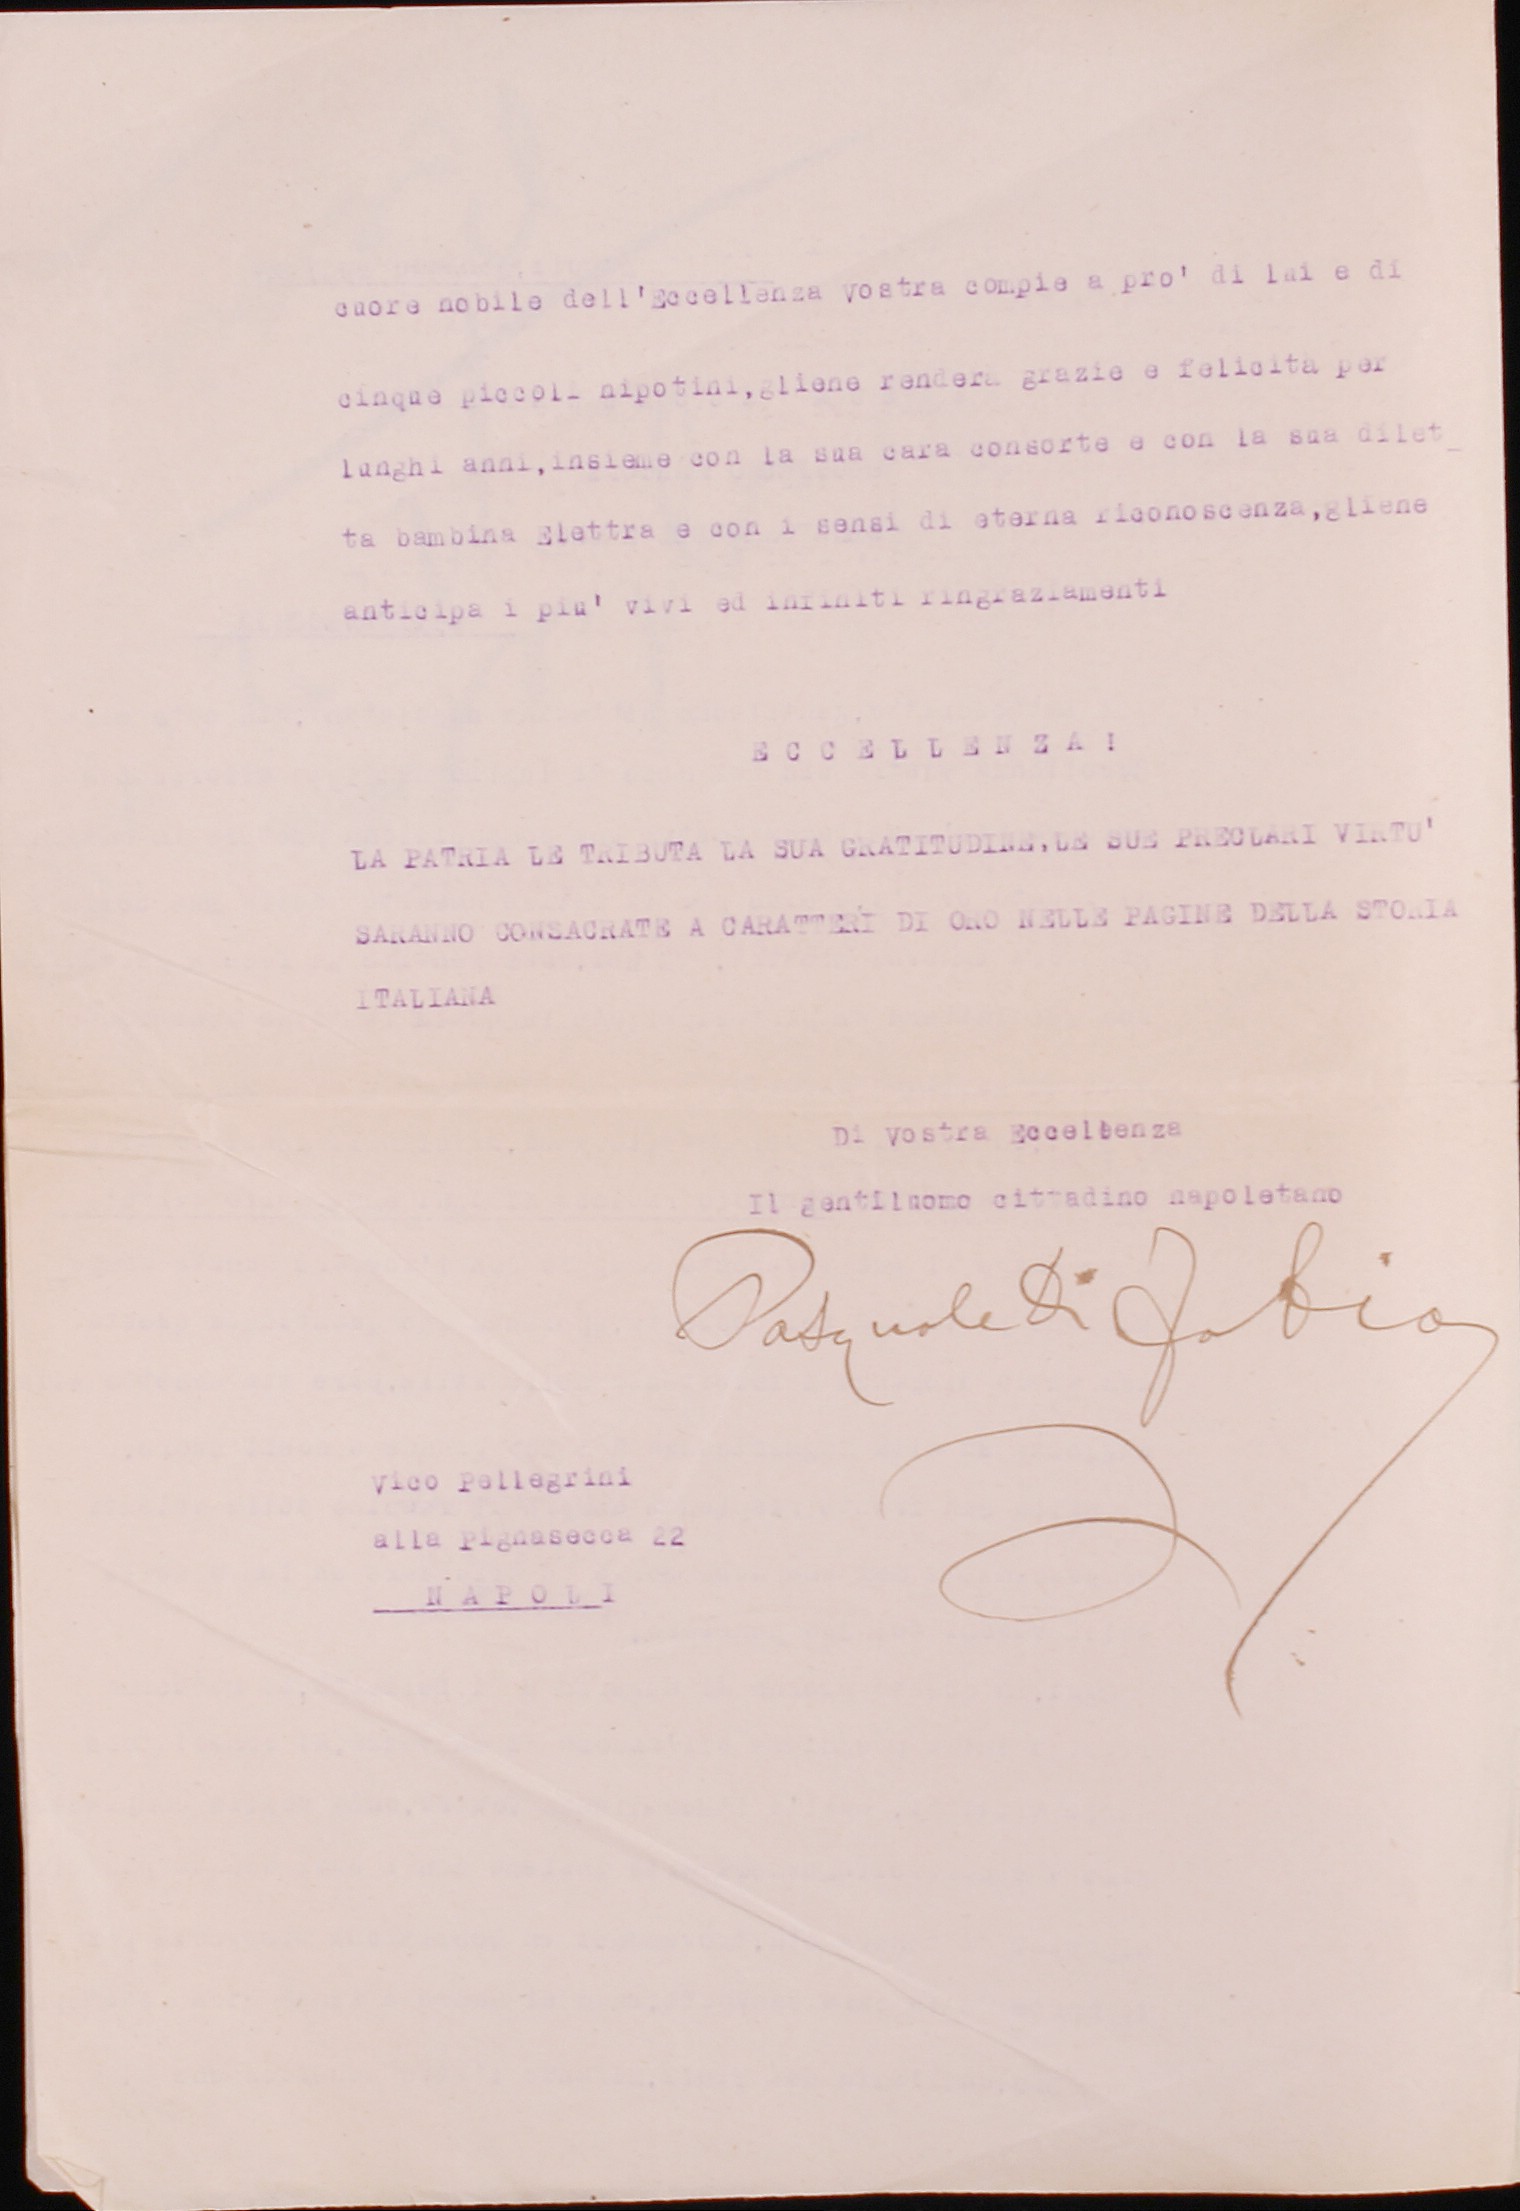 cuore nobile dell'Eccellenza Vostra compie a pro' di lui e di
cinque piccoli nipotini,gliene rendera grazie e felicita per
lunghi anni,insieme con la sua cara consorte e con la sua dilet_
ta bambina Elettra e con i sensi di eterna riconoscenza,gliene
anticipa i piu' vivi ed infiniti ringraziamenti
E C C E L L E N Z A !
LA PATRIA LE TRIBUTA LA SUA GRATITUDINE,LE SUE PRECLARI VIRTU'
SARANNO CONSACRATE A CARATTERI DI ORO NELLE PAGINE DELLA STORIA
ITALIANA
Di Vostra Eccellenza
Il gentiluomo cittadino napoletano
Pasquale Di Fabio
Vico Pellegrini
alla Pignasecca 22
N A P O L I